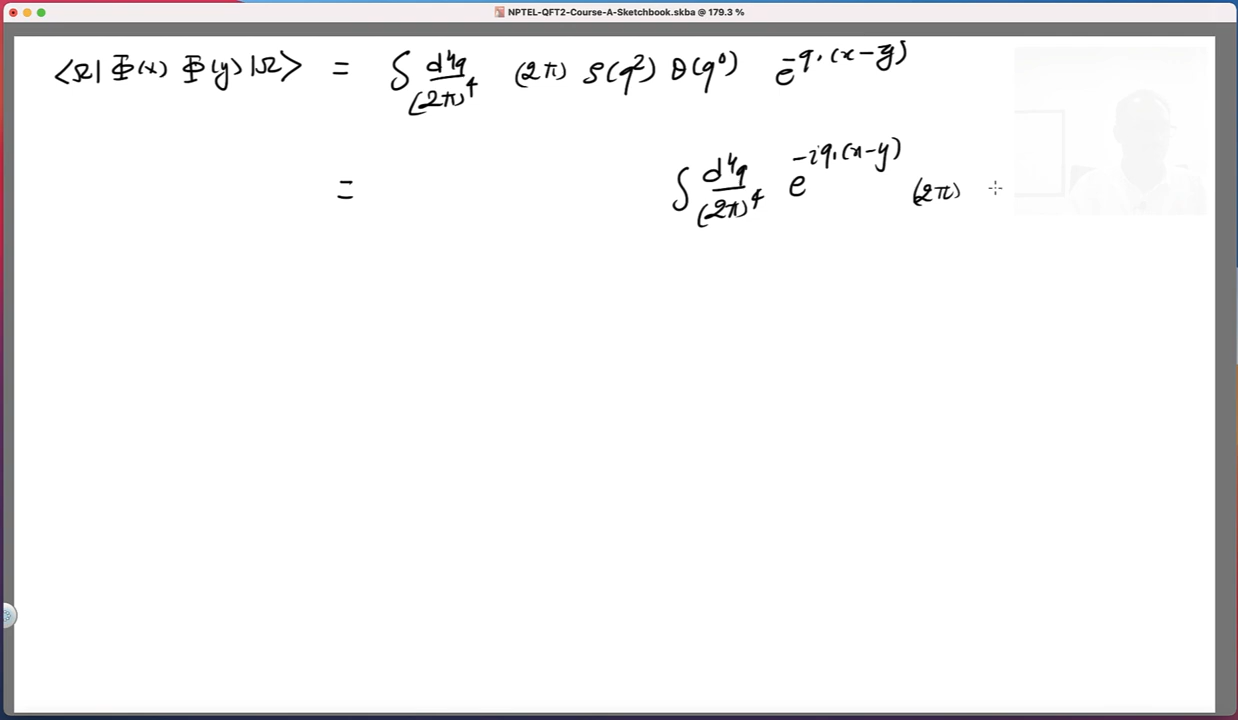 NPTEL-QFT2-Course-A-Sketchbook.skba @ 179.3 %
<Ω| Φ(x) Φ(y) |Ω> = ∫ d⁴q/(2π)⁴ (2π) ρ(q²) θ(q⁰) e^{-q·(x-y)}
= ∫ d⁴q/(2π)⁴ e^{-iq·(x-y)} (2π)